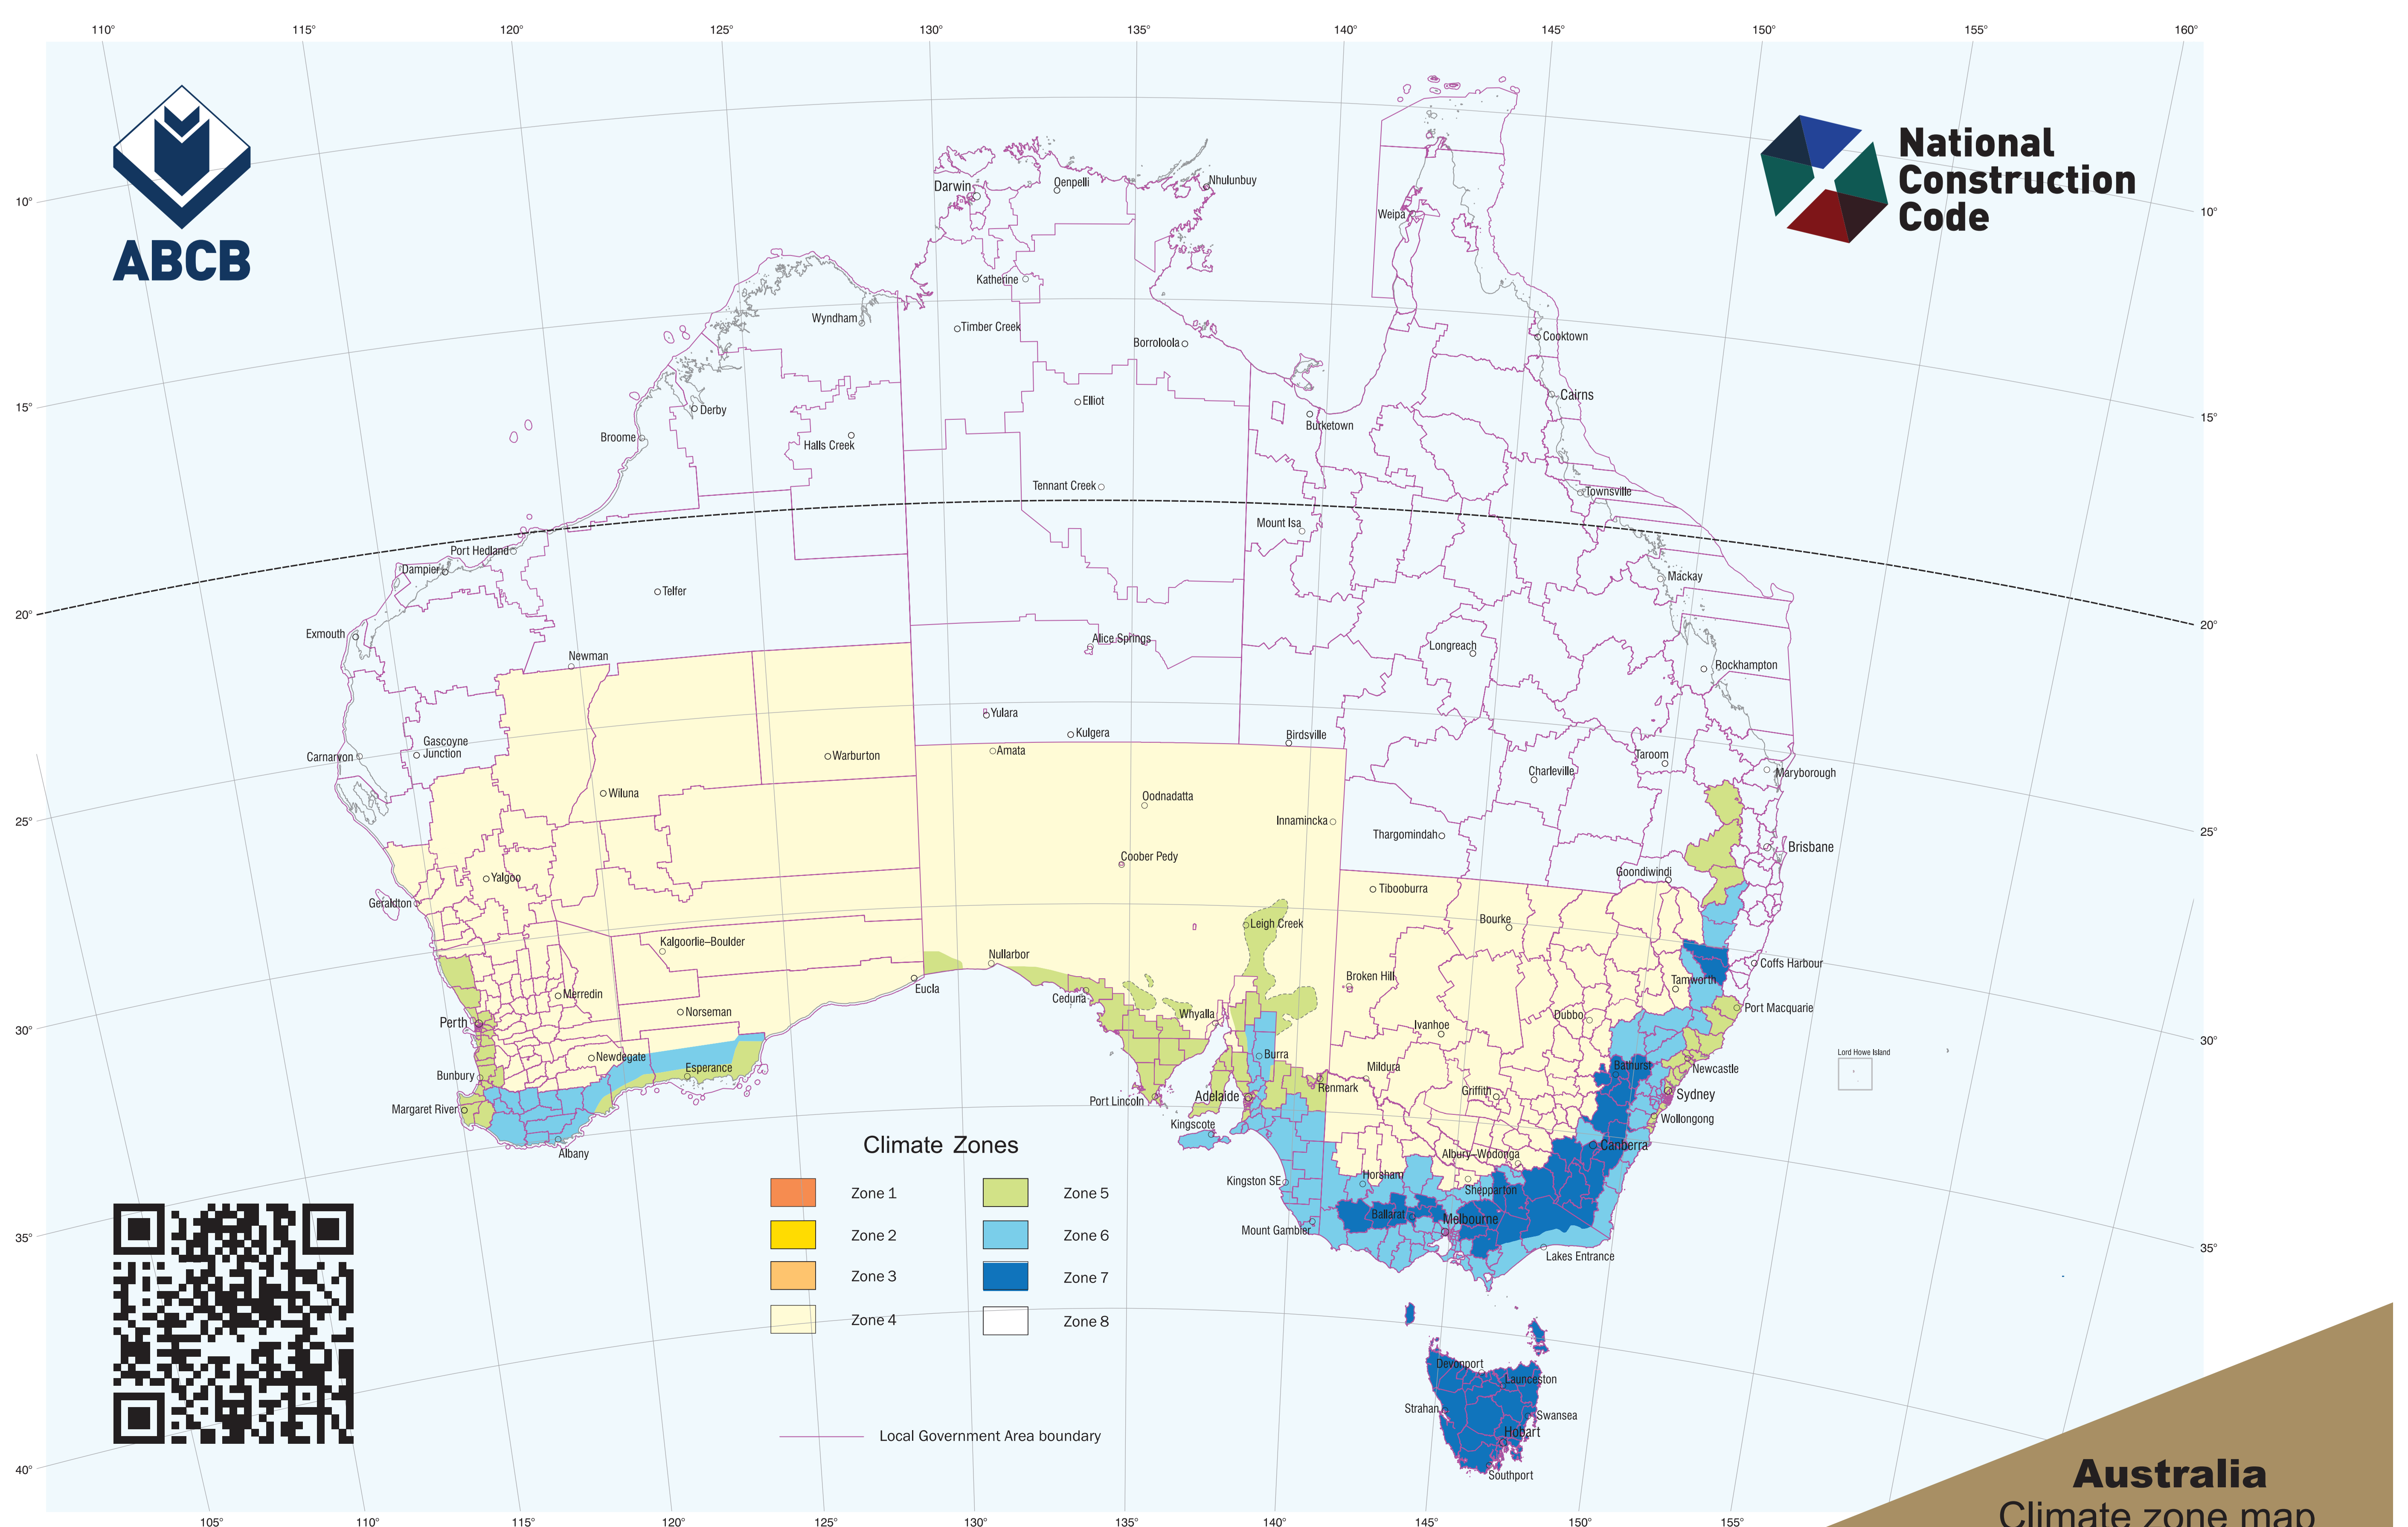 110°
115°
120°
125°
130°
135°
140°
145°
150°
155°
160°
ABCB
National
Construction
Code
10°
10°
15°
15°
20°
20°
25°
25°
30°
30°
35°
35°
40°
Darwin
Oenpelli
Nhulunbuy
Weipa
Katherine
Wyndham
Timber Creek
Borroloola
Cooktown
Cairns
Derby
Elliot
Broome
Halls Creek
Burketown
Tennant Creek
Townsville
Mount Isa
Port Hedland
Dampier
Telfer
Mackay
Exmouth
Newman
Alice Springs
Longreach
Rockhampton
Yulara
Kulgera
Birdsville
Gascoyne
Junction
Carnarvon
Warburton
Amata
Taroom
Charleville
Maryborough
Wiluna
Oodnadatta
Innamincka
Thargomindah
Brisbane
Coober Pedy
Goondiwindi
Yalgoo
Geraldton
Tibooburra
Leigh Creek
Bourke
Kalgoorlie–Boulder
Nullarbor
Coffs Harbour
Broken Hill
Tamworth
Eucla
Merredin
Ceduna
Port Macquarie
Perth
Norseman
Whyalla
Ivanhoe
Dubbo
Lord Howe Island
Newdegate
Burra
Bathurst
Newcastle
Esperance
Mildura
Bunbury
Renmark
Griffith
Sydney
Port Lincoln
Adelaide
Margaret River
Wollongong
Kingscote
Canberra
Albany
Albury–Wodonga
Horsham
Kingston SE
Shepparton
Ballarat
Melbourne
Mount Gambier
Lakes Entrance
Climate Zones
Zone 1
Zone 5
Zone 2
Zone 6
Zone 3
Zone 7
Zone 4
Zone 8
Devonport
Launceston
Strahan
Swansea
Hobart
Southport
Local Government Area boundary
Australia
Climate zone map
105°
110°
115°
120°
125°
130°
135°
140°
145°
150°
155°